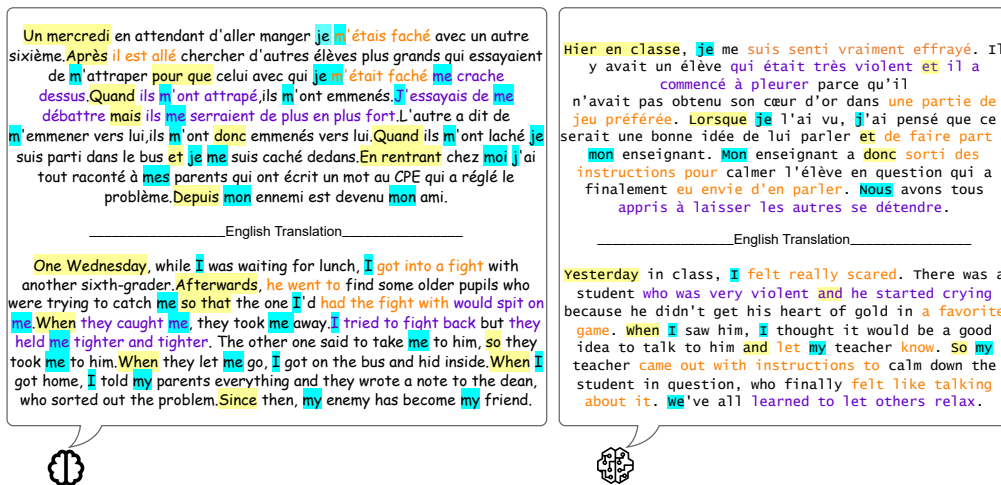 Un mercredi en attendant d'aller manger je m'étais faché avec un autre
sixième.Après il est allé chercher d'autres élèves plus grands qui essayaient
de m'attraper pour que celui avec qui je m'était faché me crache
dessus.Quand ils m'ont attrapé,ils m'ont emmenés.J'essayais de me
débattre mais ils me serraient de plus en plus fort.L'autre a dit de
m'emmener vers lui,ils m'ont donc emmenés vers lui.Quand ils m'ont laché je
suis parti dans le bus et je me suis caché dedans.En rentrant chez moi j'ai
tout raconté à mes parents qui ont écrit un mot au CPE qui a réglé le
problème.Depuis mon ennemi est devenu mon ami.
__________________English Translation________________
One Wednesday, while I was waiting for lunch, I got into a fight with
another sixth-grader.Afterwards, he went to find some older pupils who
were trying to catch me so that the one I'd had the fight with would spit on
me.When they caught me, they took me away.I tried to fight back but they
held me tighter and tighter. The other one said to take me to him, so they
took me to him.When they let me go, I got on the bus and hid inside.When I
got home, I told my parents everything and they wrote a note to the dean,
who sorted out the problem.Since then, my enemy has become my friend.
Hier en classe, je me suis senti vraiment effrayé. Il
y avait un élève qui était très violent et il a
commencé à pleurer parce qu'il
n'avait pas obtenu son cœur d'or dans une partie de
jeu préférée. Lorsque je l'ai vu, j'ai pensé que ce
serait une bonne idée de lui parler et de faire part
mon enseignant. Mon enseignant a donc sorti des
instructions pour calmer l'élève en question qui a
finalement eu envie d'en parler. Nous avons tous
appris à laisser les autres se détendre.
__________________English Translation________________
Yesterday in class, I felt really scared. There was a
student who was very violent and he started crying
because he didn't get his heart of gold in a favorite
game. When I saw him, I thought it would be a good
idea to talk to him and let my teacher know. So my
teacher came out with instructions to calm down the
student in question, who finally felt like talking
about it. We've all learned to let others relax.